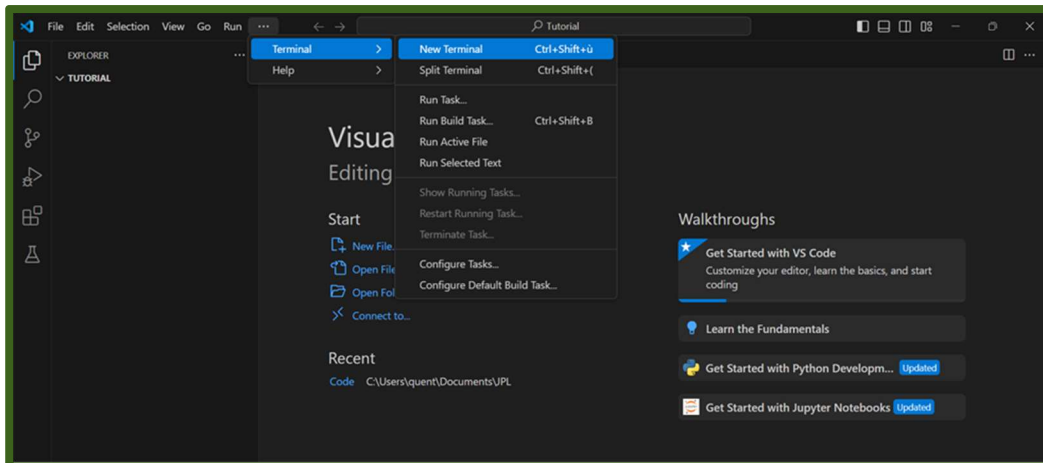 File Edit Selection View Go Run ··· Tutorial
EXPLORER ···
TUTORIAL
Terminal
Help
New Terminal Ctrl+Shift+ù
Split Terminal Ctrl+Shift+(
Run Task...
Run Build Task... Ctrl+Shift+B
Run Active File
Run Selected Text
Show Running Tasks...
Restart Running Task...
Terminate Task...
Configure Tasks...
Configure Default Build Task...
Visua
Editing
Start
New File.
Open File
Open Fol
Connect to...
Recent
Code C:\Users\quent\Documents\JPL
Walkthroughs
Get Started with VS Code
Customize your editor, learn the basics, and start
coding
Learn the Fundamentals
Get Started with Python Developm... Updated
Get Started with Jupyter Notebooks Updated